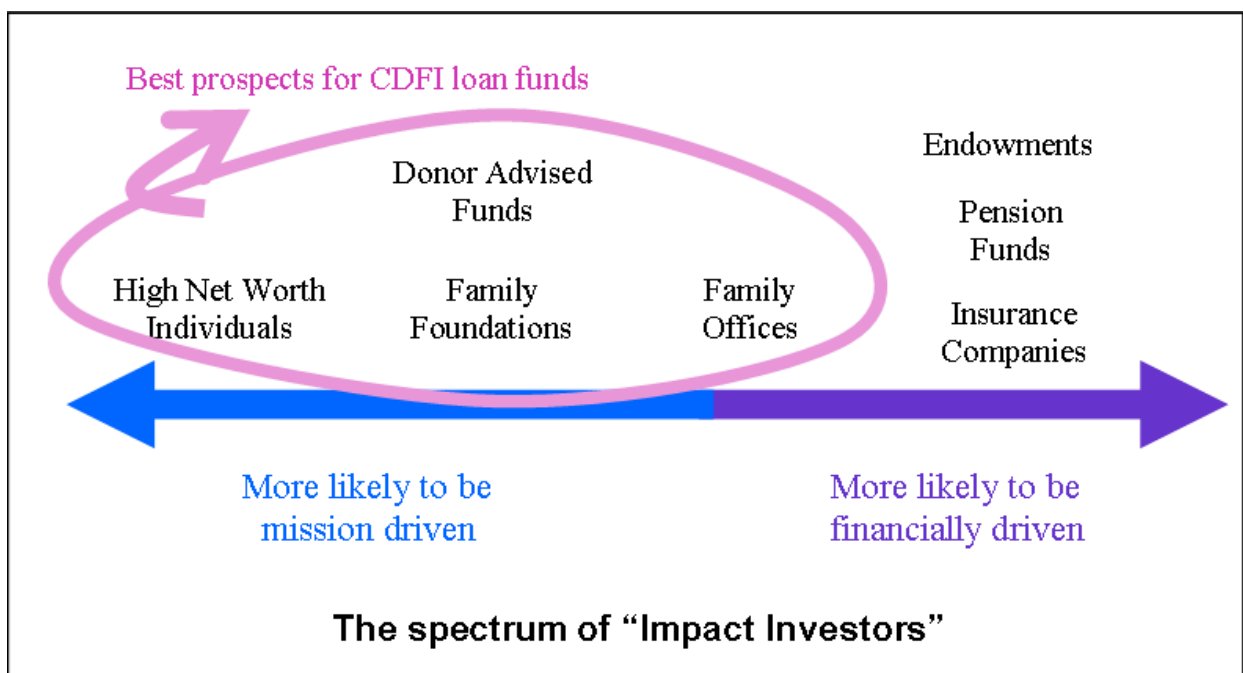 Best prospects for CDFI loan funds
Endowments
Donor Advised
Funds
Pension
Funds
High Net Worth
Individuals
Family
Foundations
Family
Offices
Insurance
Companies
More likely to be
mission driven
More likely to be
financially driven
The spectrum of “Impact Investors”